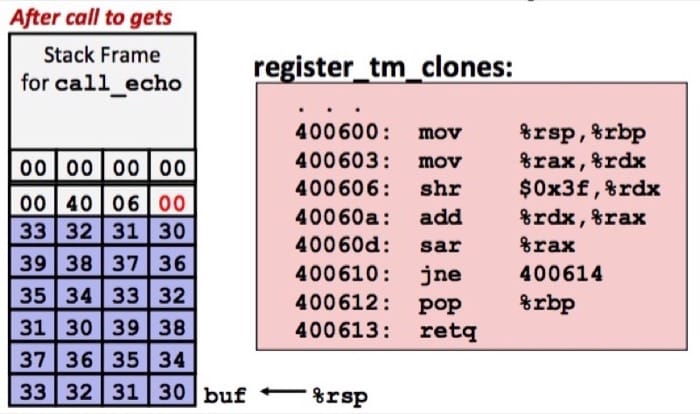 After call to gets
Stack Frame
for call_echo
00 00 00 00
00 40 06 00
33 32 31 30
39 38 37 36
35 34 33 32
31 30 39 38
37 36 35 34
33 32 31 30 buf ← %rsp
register_tm_clones:
. . .
400600: mov %rsp,%rbp
400603: mov %rax,%rdx
400606: shr $0x3f,%rdx
40060a: add %rdx,%rax
40060d: sar %rax
400610: jne 400614
400612: pop %rbp
400613: retq